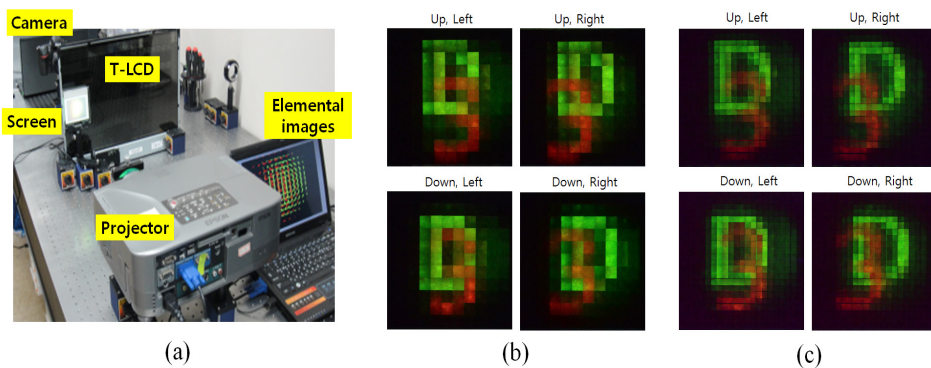 Camera
T-LCD
Screen
Elemental
images
Projector
EPSON
(a)
Up, Left
Up, Right
Down, Left
Down, Right
(b)
Up, Left
Up, Right
Down, Left
Down, Right
(c)